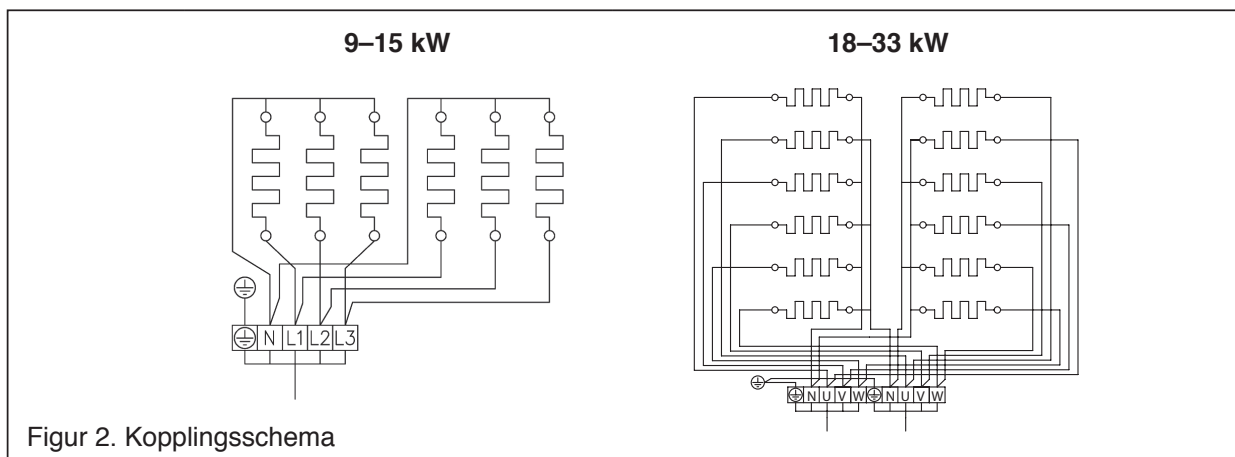 9–15 kW
18–33 kW
N L1 L2 L3
N U V W N U V W
Figur 2. Kopplingsschema